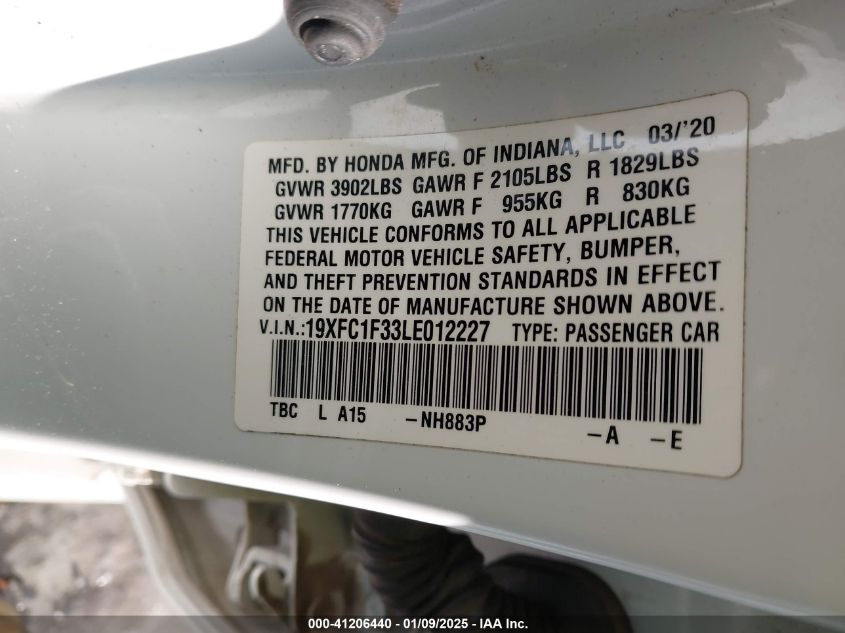 MFD. BY HONDA MFG. OF INDIANA, LLC 03/'20
GVWR 3902LBS GAWR F 2105LBS R 1829LBS
GVWR 1770KG GAWR F 955KG R 830KG
THIS VEHICLE CONFORMS TO ALL APPLICABLE
FEDERAL MOTOR VEHICLE SAFETY, BUMPER,
AND THEFT PREVENTION STANDARDS IN EFFECT
ON THE DATE OF MANUFACTURE SHOWN ABOVE.
V.I.N.:19XFC1F33LE012227 TYPE: PASSENGER CAR
TBC L A15 -NH883P -A -E
000-41206440 - 01/09/2025 - IAA Inc.